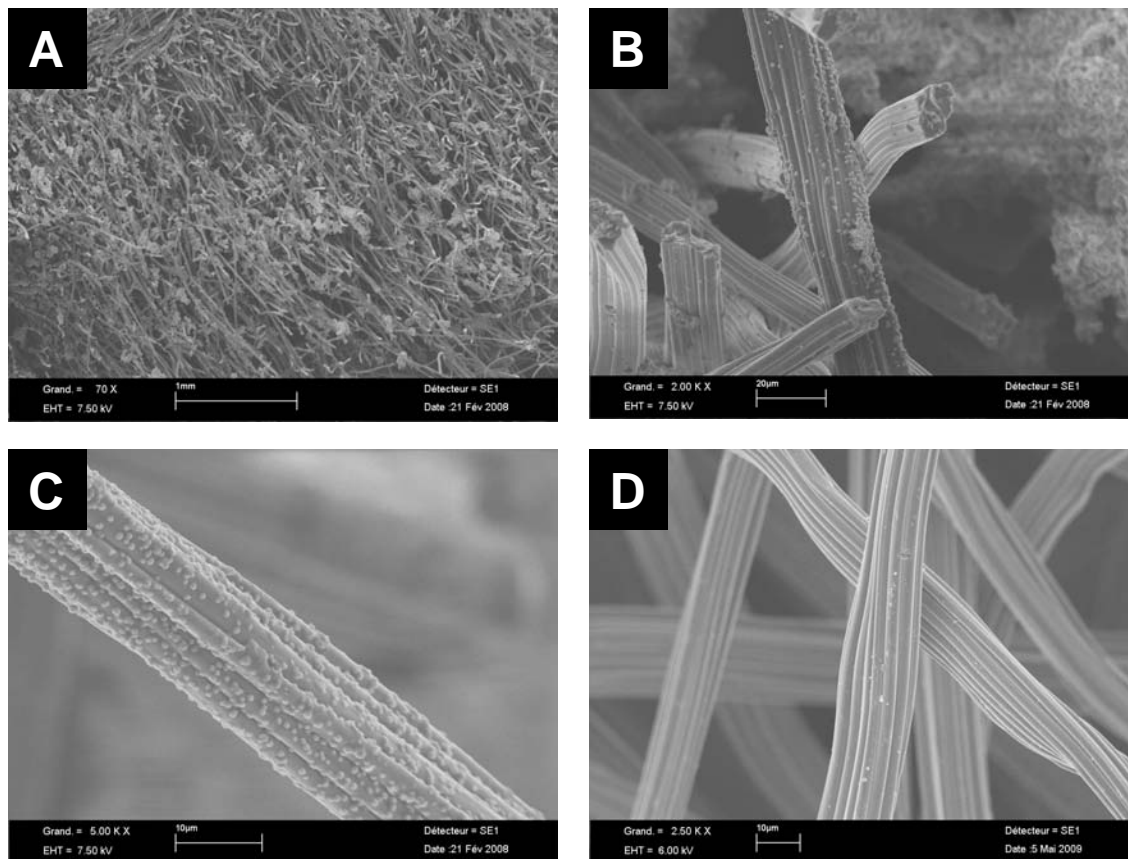 A
Grand. = 70 X
1mm
Détecteur = SE1
EHT = 7.50 kV
Date :21 Fév 2008
B
Grand. = 2.00 K X
20µm
Détecteur = SE1
EHT = 7.50 kV
Date :21 Fév 2008
C
Grand. = 5.00 K X
10µm
Détecteur = SE1
EHT = 7.50 kV
Date :21 Fév 2008
D
Grand. = 2.50 K X
10µm
Détecteur = SE1
EHT = 6.00 kV
Date :5 Mai 2009